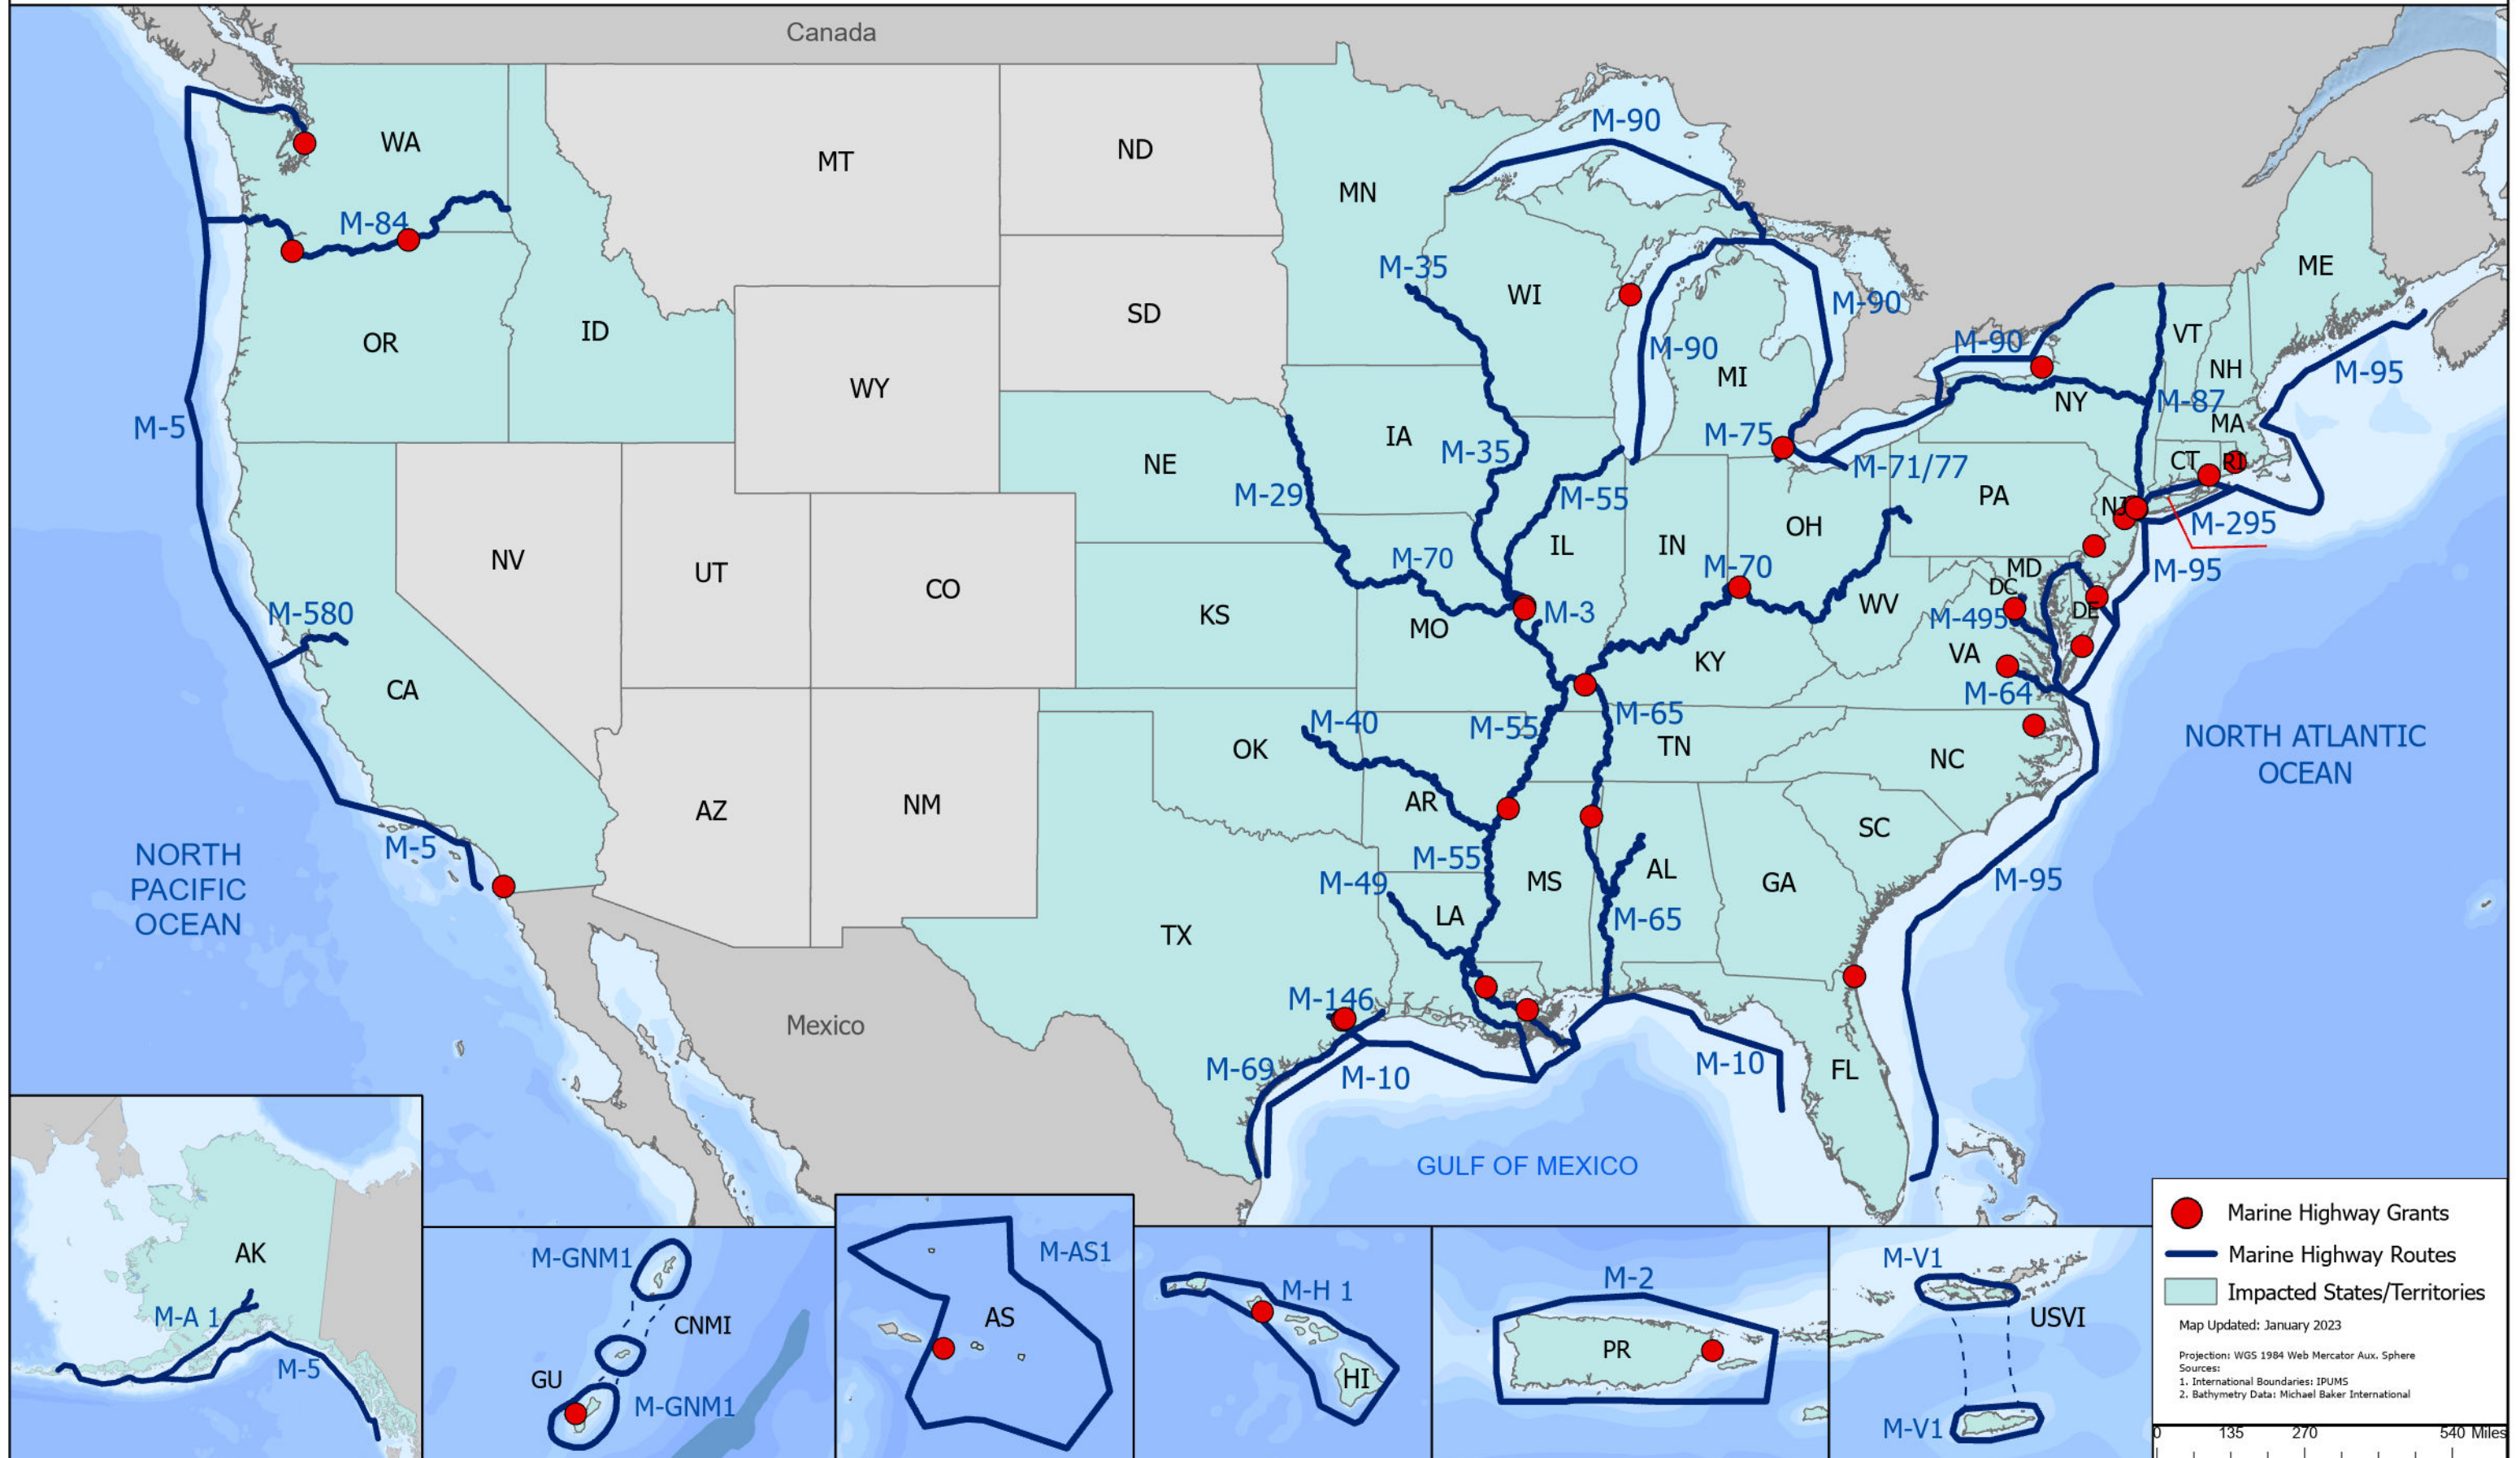 Canada
WA
MT
ND
MN
M-90
M-84
M-35
WI
M-90
ME
OR
ID
SD
M-90
M-90
VT
WY
MI
NH
M-95
M-5
IA
M-35
M-75
NY
M-87
MA
NE
M-29
M-55
M-71/77
CT
RI
PA
NJ
M-295
OH
NV
UT
CO
M-70
IL
IN
M-70
MD
M-95
DC
M-580
KS
MO
M-3
WV
M-495
DE
CA
KY
VA
M-64
M-40
M-55
M-65
OK
TN
NC
NORTH ATLANTIC
OCEAN
AZ
NM
AR
SC
NORTH
PACIFIC
OCEAN
M-5
M-55
M-49
MS
AL
GA
M-95
TX
LA
M-65
Mexico
M-146
M-69
M-10
M-10
FL
GULF OF MEXICO
AK
M-A 1
M-5
M-GNM1
CNMI
GU
M-GNM1
M-AS1
AS
M-H 1
HI
M-2
PR
M-V1
USVI
M-V1
Marine Highway Grants
Marine Highway Routes
Impacted States/Territories
Map Updated: January 2023
Projection: WGS 1984 Web Mercator Aux. Sphere
Sources:
1. International Boundaries: IPUMS
2. Bathymetry Data: Michael Baker International
0 135 270 540 Miles